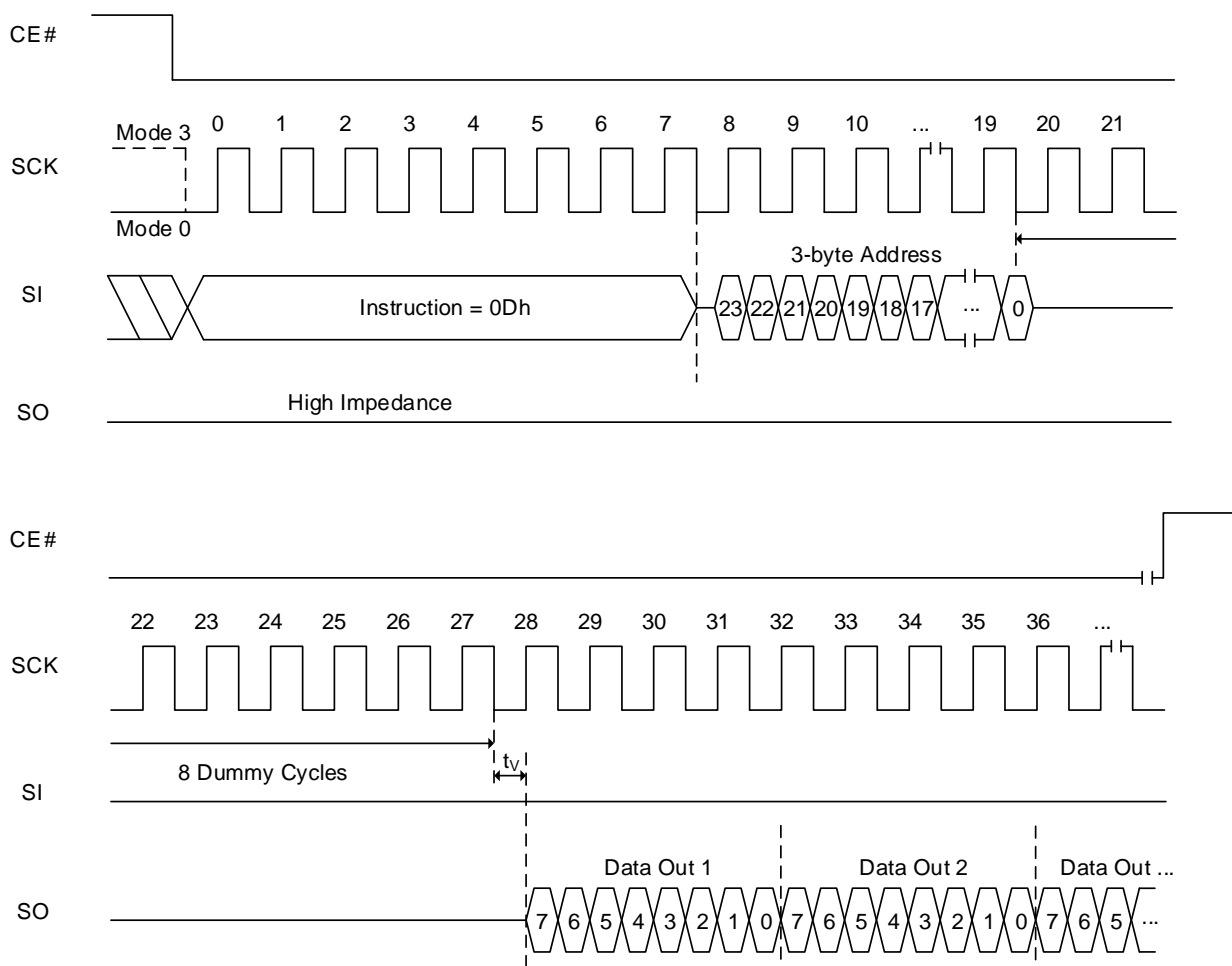 CE#
Mode 3
0 1 2 3 4 5 6 7 8 9 10 ... 19 20 21
SCK
Mode 0
3-byte Address
SI
Instruction = 0Dh
23 22 21 20 19 18 17 ... 0
SO
High Impedance
CE#
22 23 24 25 26 27 28 29 30 31 32 33 34 35 36 ...
SCK
8 Dummy Cycles
tV
SI
Data Out 1 Data Out 2 Data Out ...
SO
7 6 5 4 3 2 1 0 7 6 5 4 3 2 1 0 7 6 5 ...